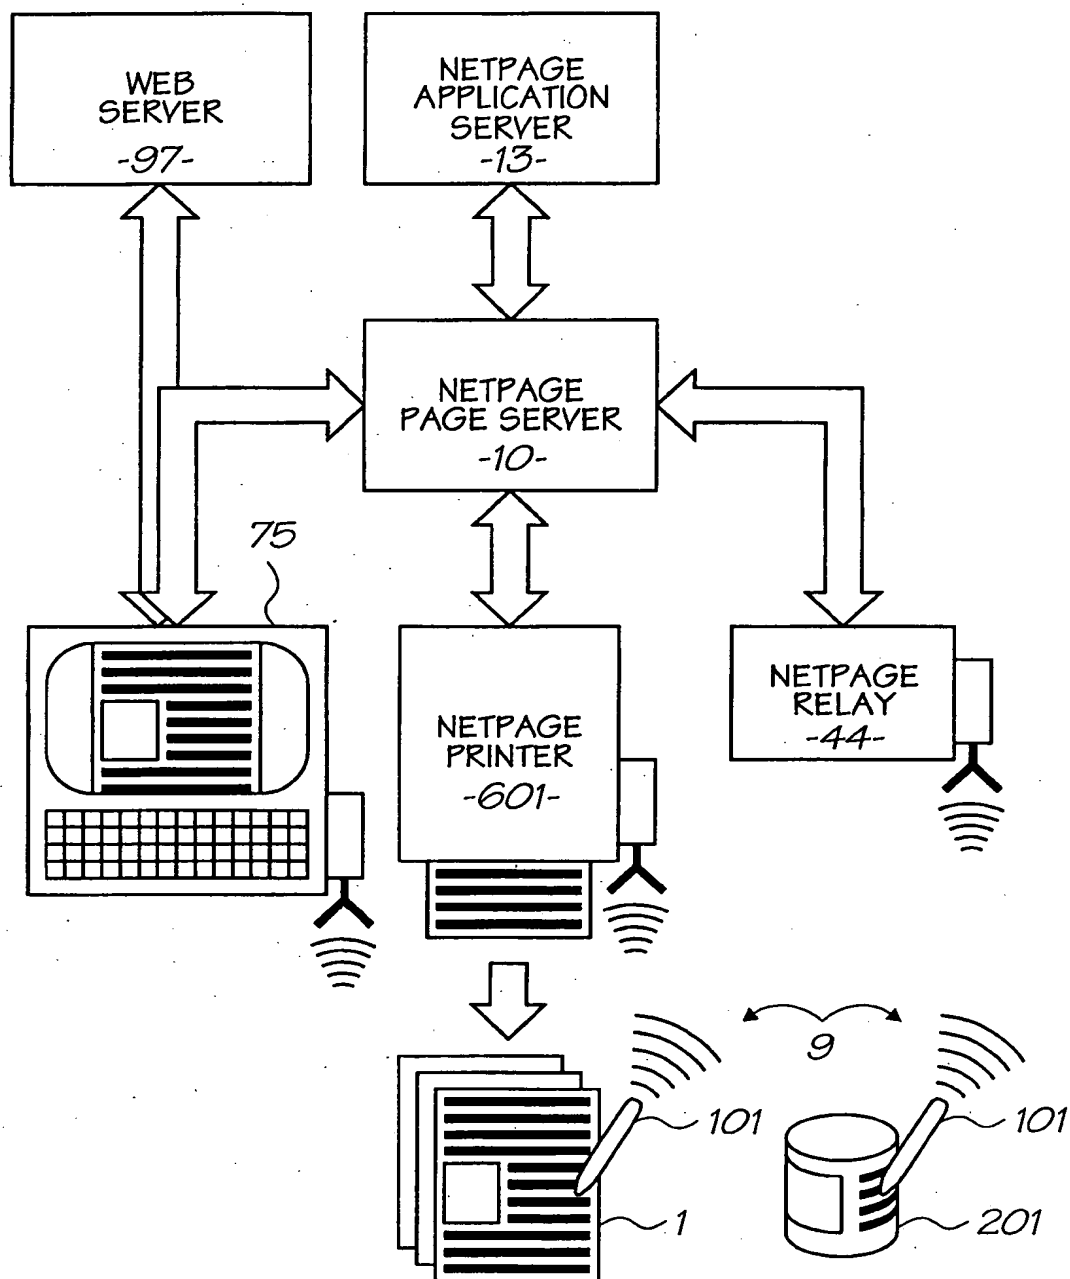 WEB
SERVER
-97-
NETPAGE
APPLICATION
SERVER
-13-
NETPAGE
PAGE SERVER
-10-
75
NETPAGE
PRINTER
-601-
NETPAGE
RELAY
-44-
9
101
101
1
201